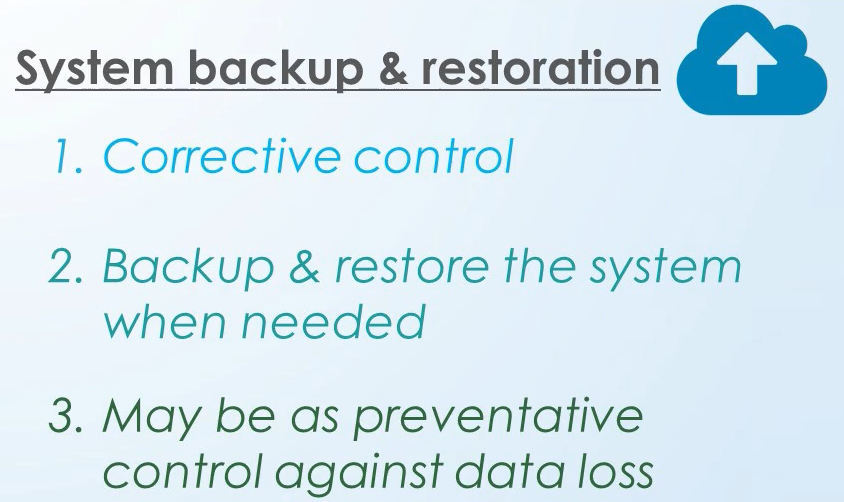 System backup & restoration
1. Corrective control
2. Backup & restore the system
when needed
3. May be as preventative
control against data loss